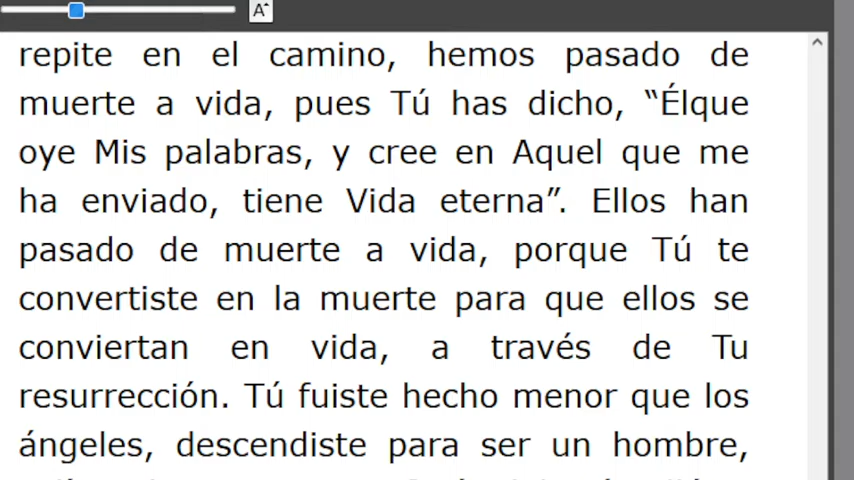 A
repite en el camino, hemos pasado de
muerte a vida, pues Tú has dicho, “Élque
oye Mis palabras, y cree en Aquel que me
ha enviado, tiene Vida eterna”. Ellos han
pasado de muerte a vida, porque Tú te
convertiste en la muerte para que ellos se
conviertan en vida, a través de Tu
resurrección. Tú fuiste hecho menor que los
ángeles, descendiste para ser un hombre,